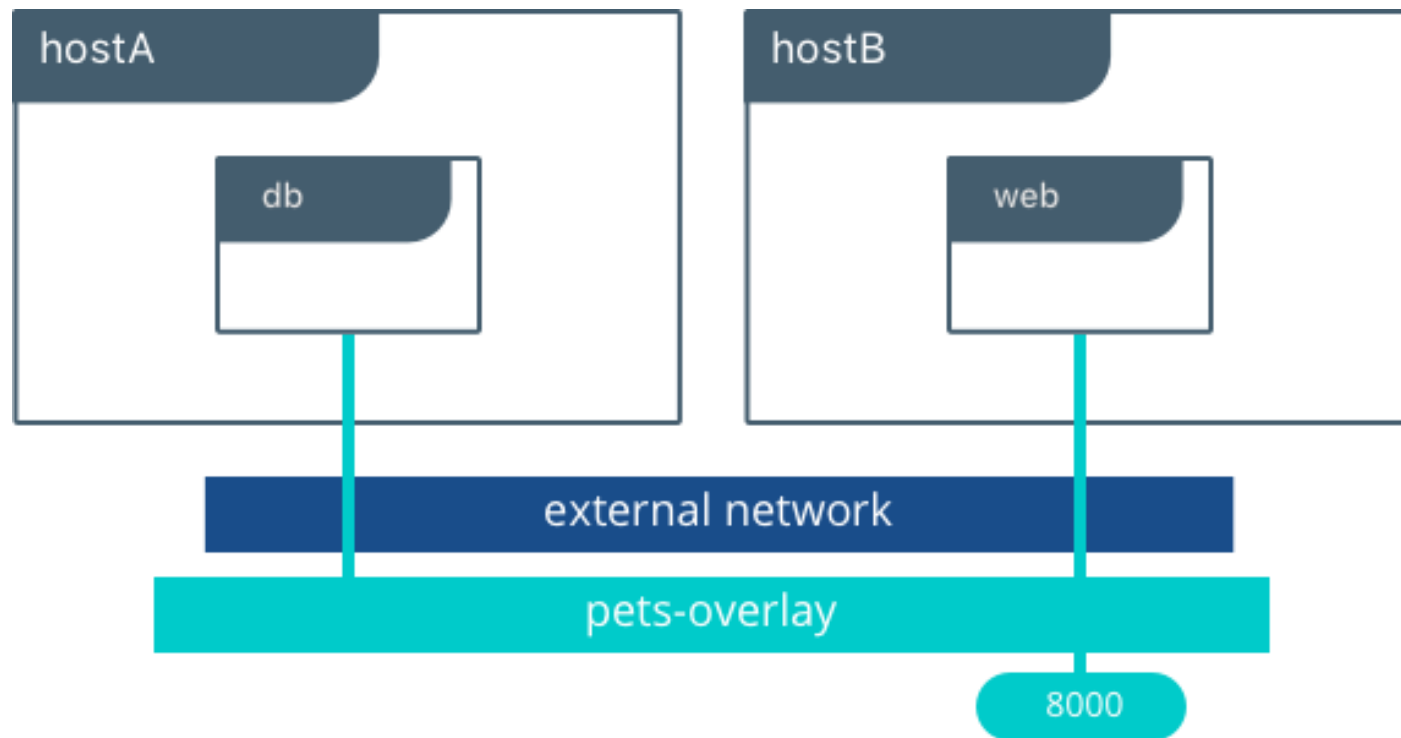 hostA
hostB
db
web
external network
pets-overlay
8000